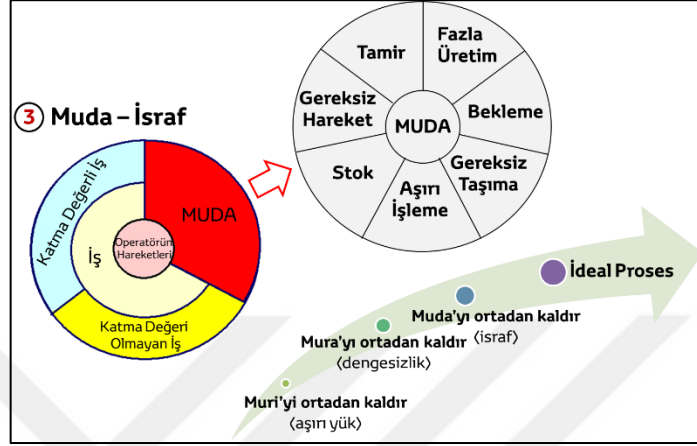 3 Muda – İsraf
Katma Değerli İş
İş
Operatörün
Hareketleri
MUDA
Katma Değeri
Olmayan İş
Tamir
Fazla
Üretim
Gereksiz
Hareket
MUDA
Bekleme
Stok
Aşırı
İşleme
Gereksiz
Taşıma
İdeal Proses
Muda'yı ortadan kaldır
(israf)
Mura'yı ortadan kaldır
(dengesizlik)
Muri'yi ortadan kaldır
(aşırı yük)